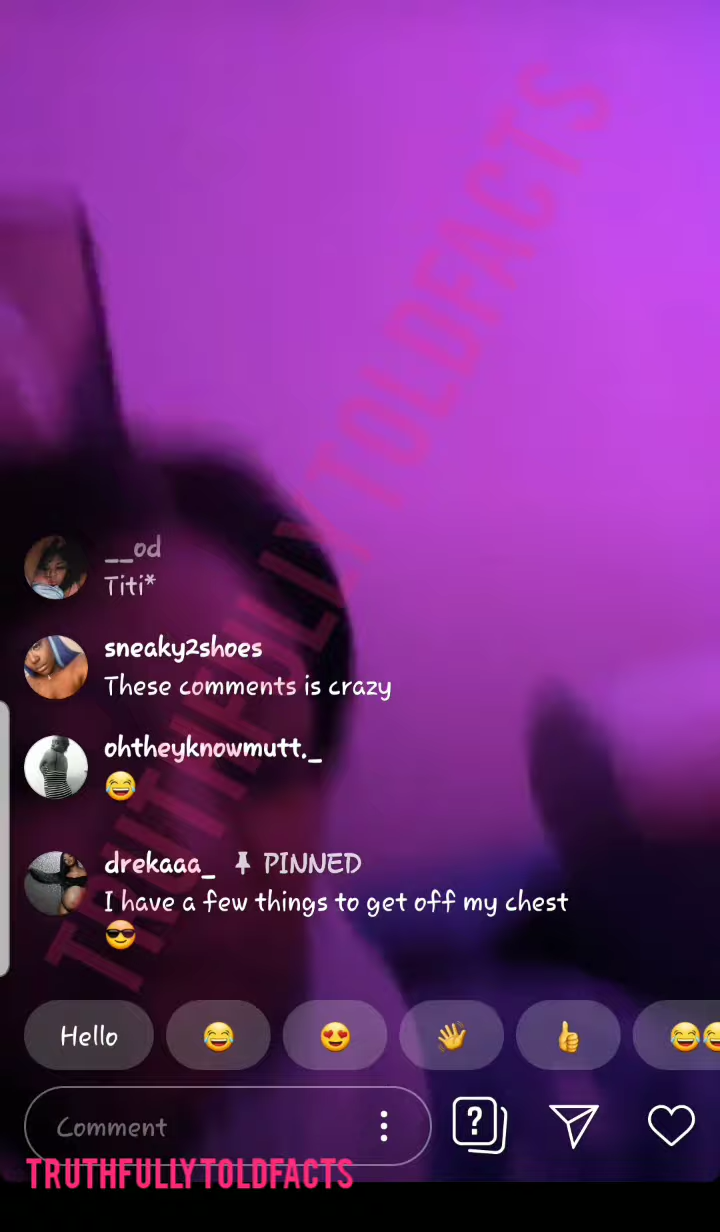 TRUTHFULLYTOLDFACTS
__od
Titi*
sneaky2shoes
These comments is crazy
ohtheyknowmutt._
😂
drekaaa_ PINNED
I have a few things to get off my chest
😎
Hello 😂 😍 👋 👍 😂😂
Comment
?
TRUTHFULLYTOLDFACTS